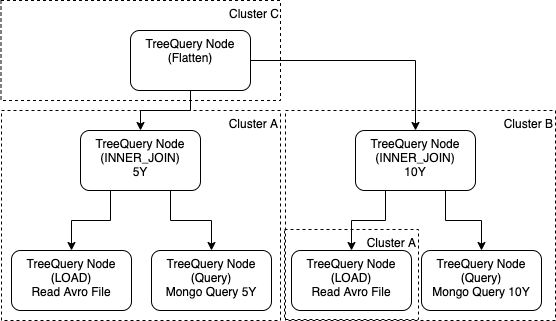 Cluster C
TreeQuery Node
(Flatten)
Cluster A
TreeQuery Node
(INNER_JOIN)
5Y
TreeQuery Node
(LOAD)
Read Avro File
TreeQuery Node
(Query)
Mongo Query 5Y
Cluster B
TreeQuery Node
(INNER_JOIN)
10Y
Cluster A
TreeQuery Node
(LOAD)
Read Avro File
TreeQuery Node
(Query)
Mongo Query 10Y